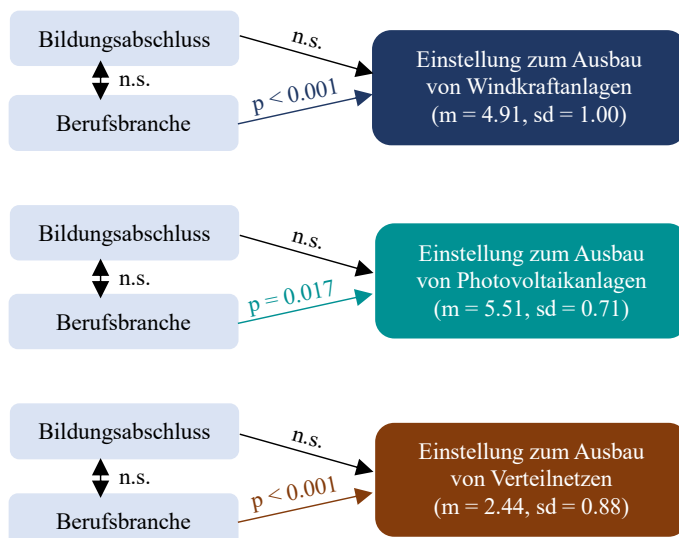 Bildungsabschluss
n.s.
Einstellung zum Ausbau
von Windkraftanlagen
(m = 4.91, sd = 1.00)
n.s.
p < 0.001
Berufsbranche
Bildungsabschluss
n.s.
Einstellung zum Ausbau
von Photovoltaikanlagen
(m = 5.51, sd = 0.71)
n.s.
p = 0.017
Berufsbranche
Bildungsabschluss
n.s.
Einstellung zum Ausbau
von Verteilnetzen
(m = 2.44, sd = 0.88)
n.s.
p < 0.001
Berufsbranche